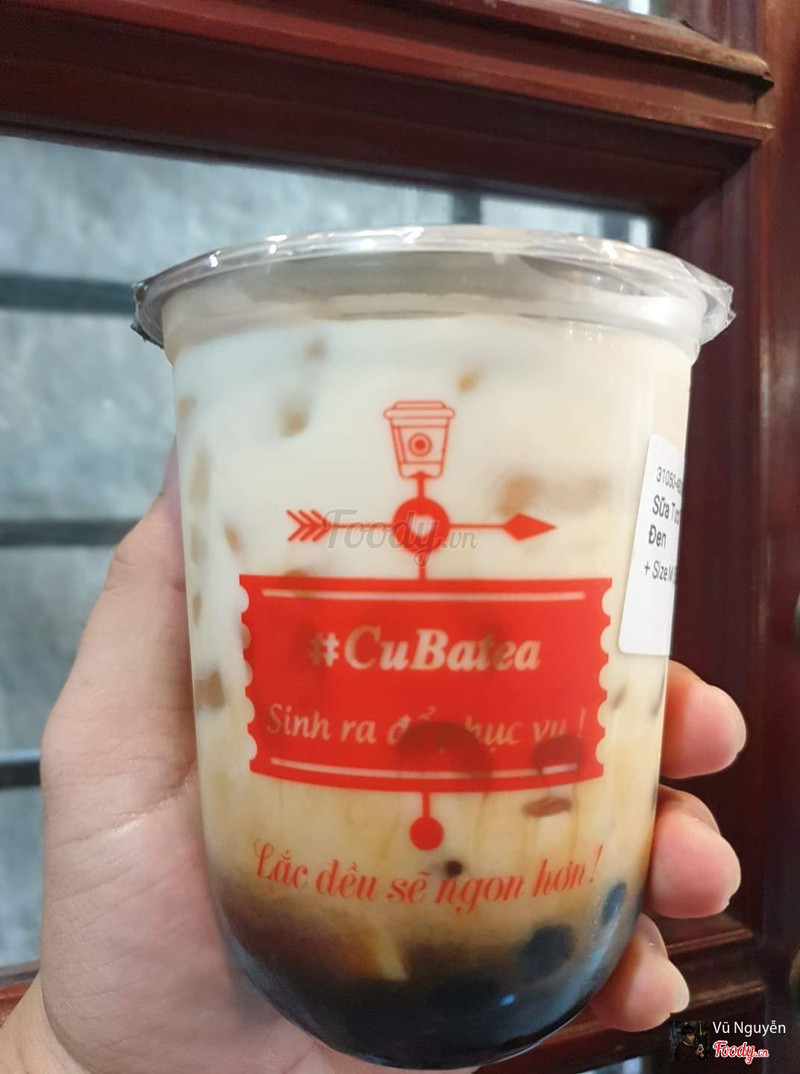 Foody.vn
31050-
Sữa
Đen
+ Size M
#CuBatea
Sinh ra để phục vụ !
Lắc đều sẽ ngon hơn !
Vũ Nguyễn
Foody.vn